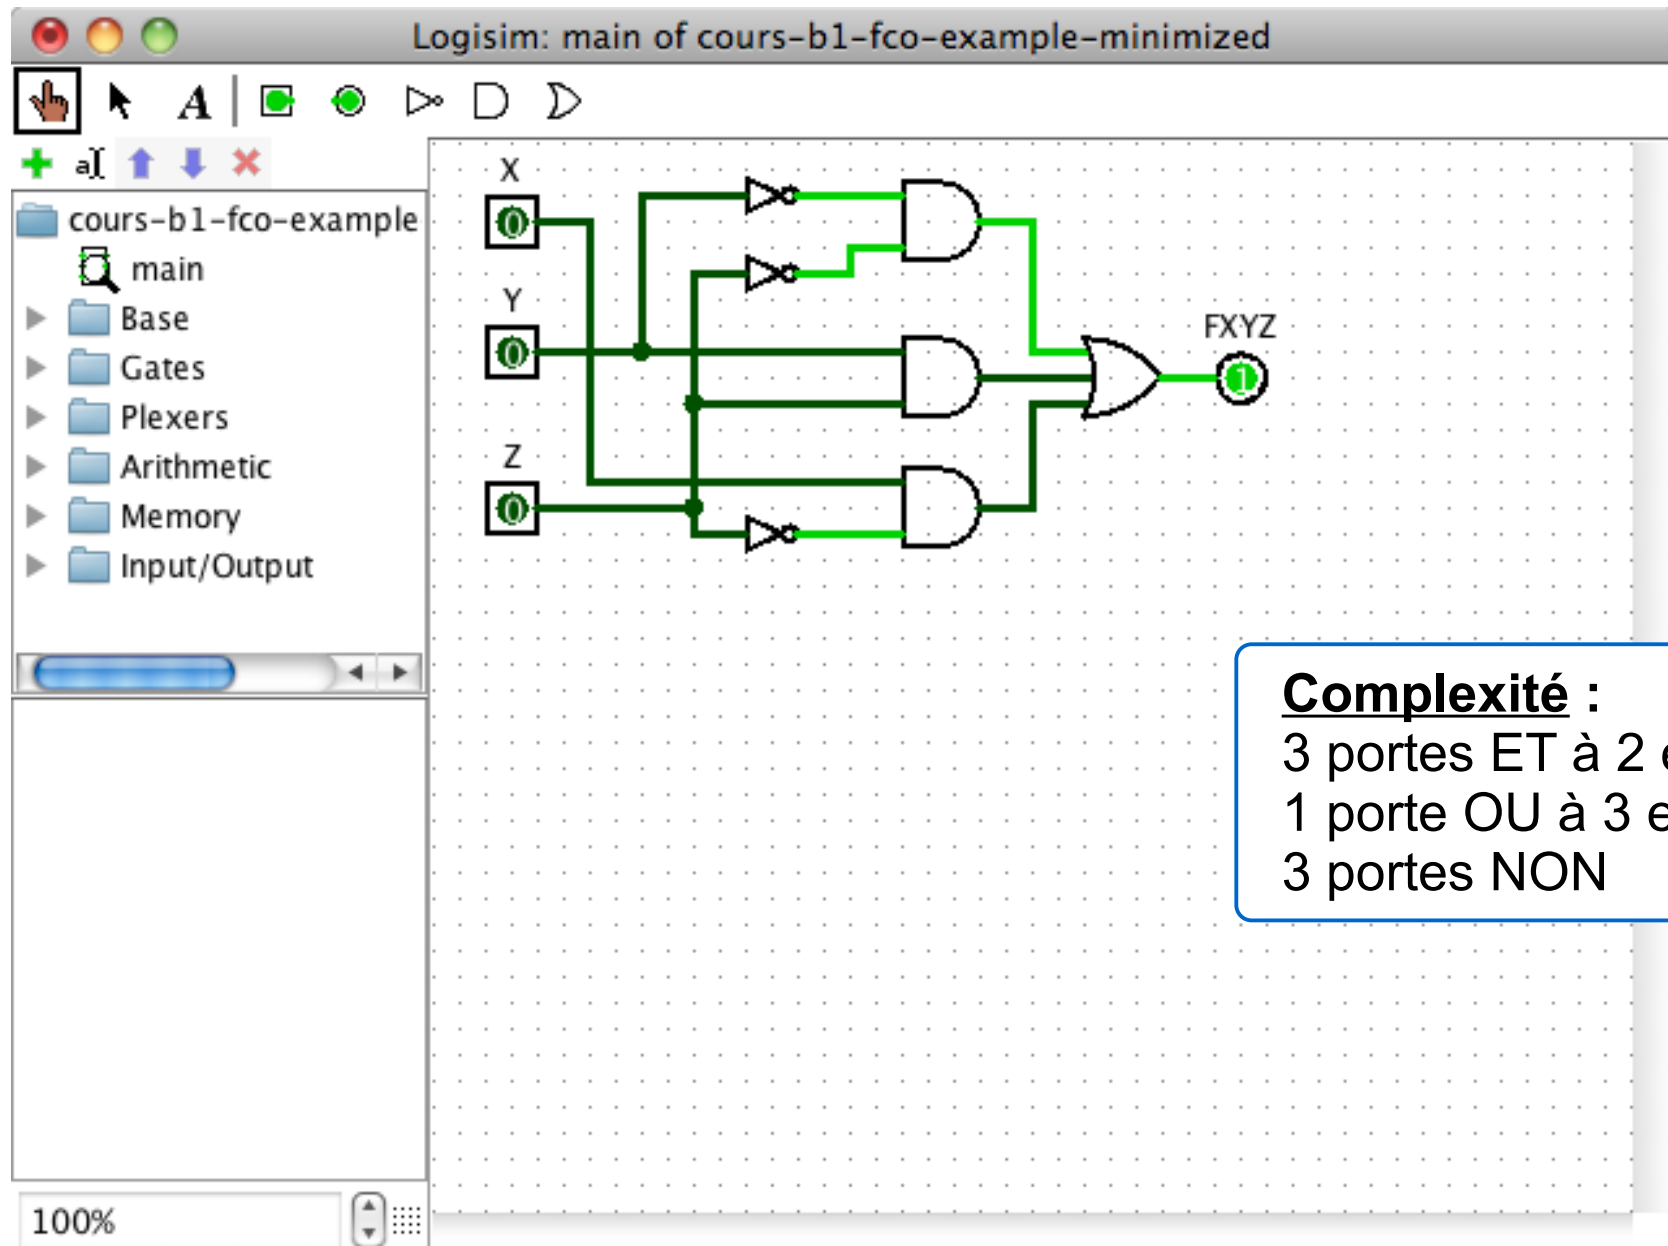 Logisim: main of cours-b1-fco-example-minimized
A
aI
cours-b1-fco-example
main
Base
Gates
Plexers
Arithmetic
Memory
Input/Output
100%
X
0
Y
0
Z
0
FXYZ
1
Complexité :
3 portes ET à 2
1 porte OU à 3
3 portes NON